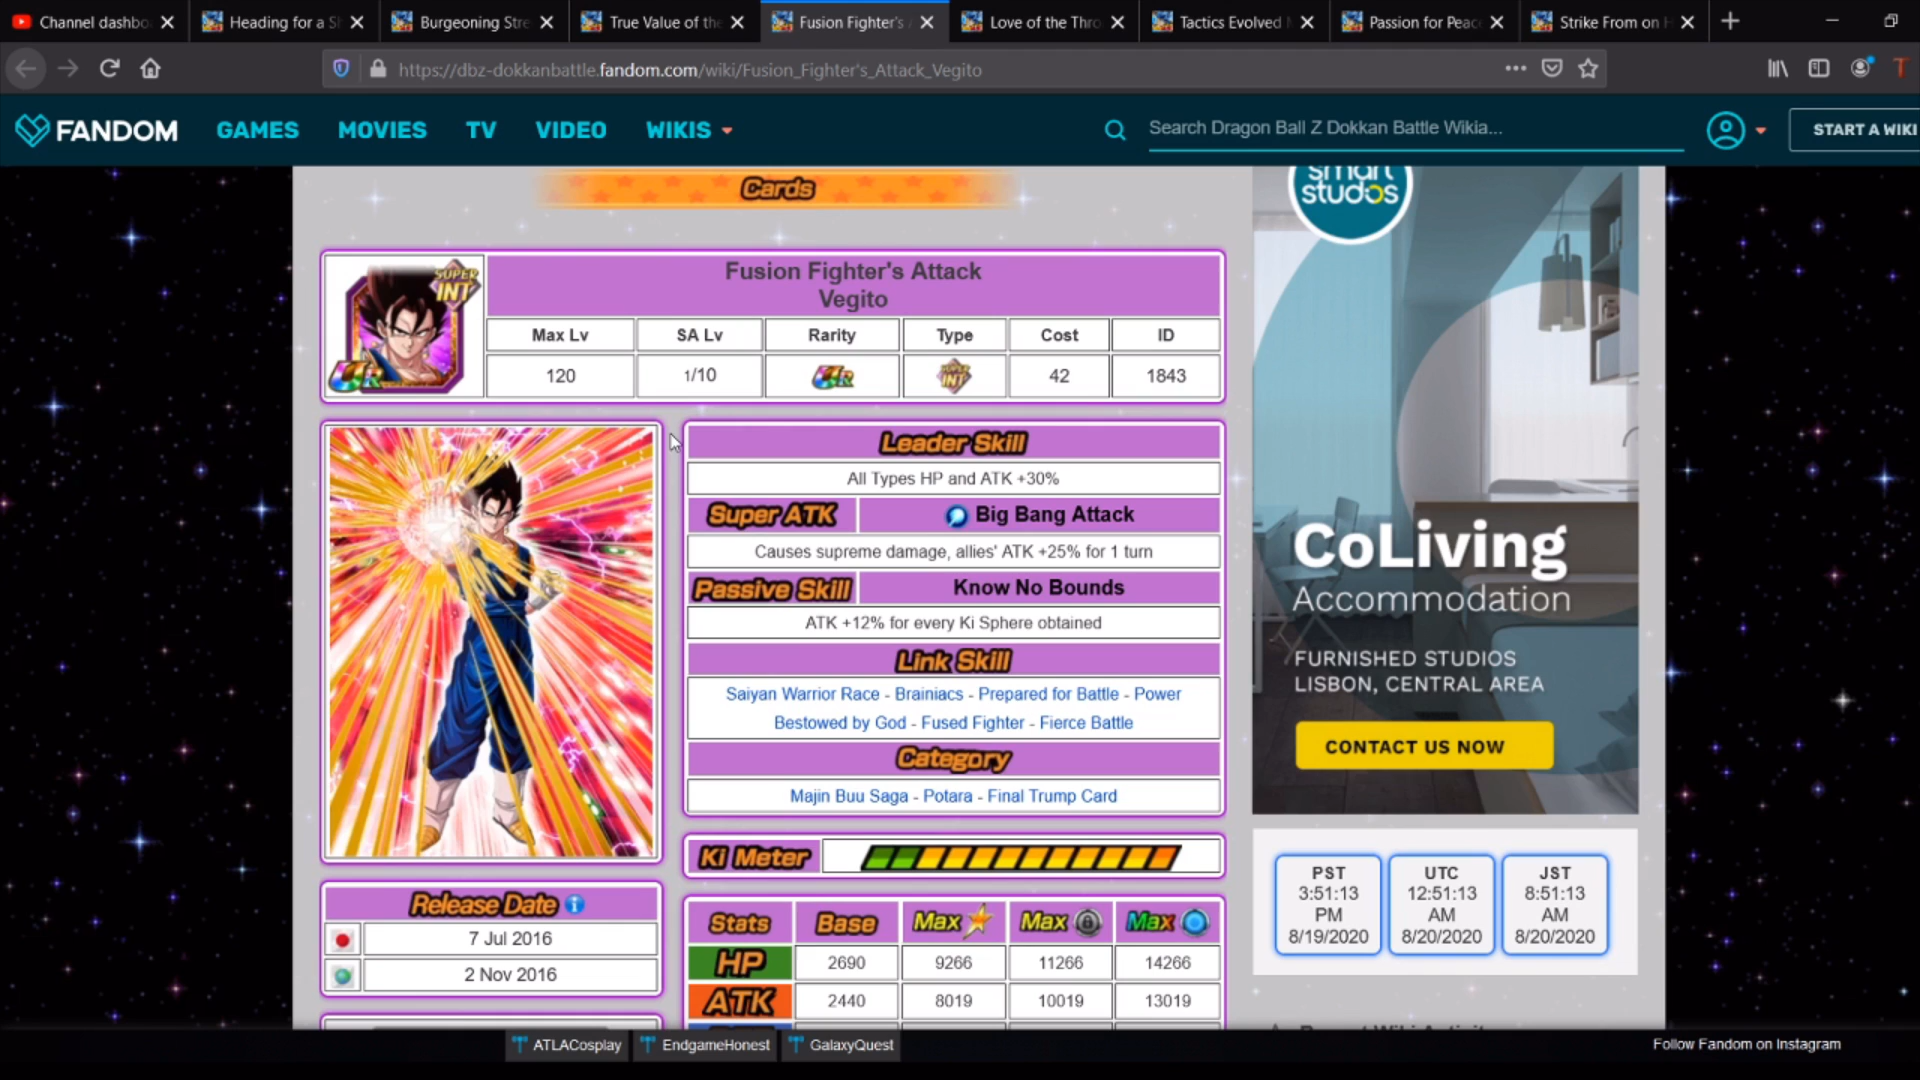 Channel dashbo
Heading for a S
Burgeoning Stre
True Value of the
Fusion Fighter's
Love of the Thro
Tactics Evolved
Passion for Peac
Strike From on H
https://dbz-dokkanbattle.fandom.com/wiki/Fusion_Fighter's_Attack_Vegito
FANDOM GAMES MOVIES TV VIDEO WIKIS
Search Dragon Ball Z Dokkan Battle Wikia...
START A WIKI
Cards
SUPER INT
UR
Fusion Fighter's Attack
Vegito
Max Lv SA Lv Rarity Type Cost ID
120 1/10 UR SUPER INT 42 1843
Leader Skill
All Types HP and ATK +30%
Super ATK Big Bang Attack
Causes supreme damage, allies' ATK +25% for 1 turn
Passive Skill Know No Bounds
ATK +12% for every Ki Sphere obtained
Link Skill
Saiyan Warrior Race - Brainiacs - Prepared for Battle - Power
Bestowed by God - Fused Fighter - Fierce Battle
Category
Majin Buu Saga - Potara - Final Trump Card
Ki Meter
Release Date
7 Jul 2016
2 Nov 2016
Stats Base Max Max Max
HP 2690 9266 11266 14266
ATK 2440 8019 10019 13019
smart
studos
CoLiving
Accommodation
FURNISHED STUDIOS
LISBON, CENTRAL AREA
CONTACT US NOW
PST
3:51:13
PM
8/19/2020
UTC
12:51:13
AM
8/20/2020
JST
8:51:13
AM
8/20/2020
ATLACosplay
EndgameHonest
GalaxyQuest
Follow Fandom on Instagram